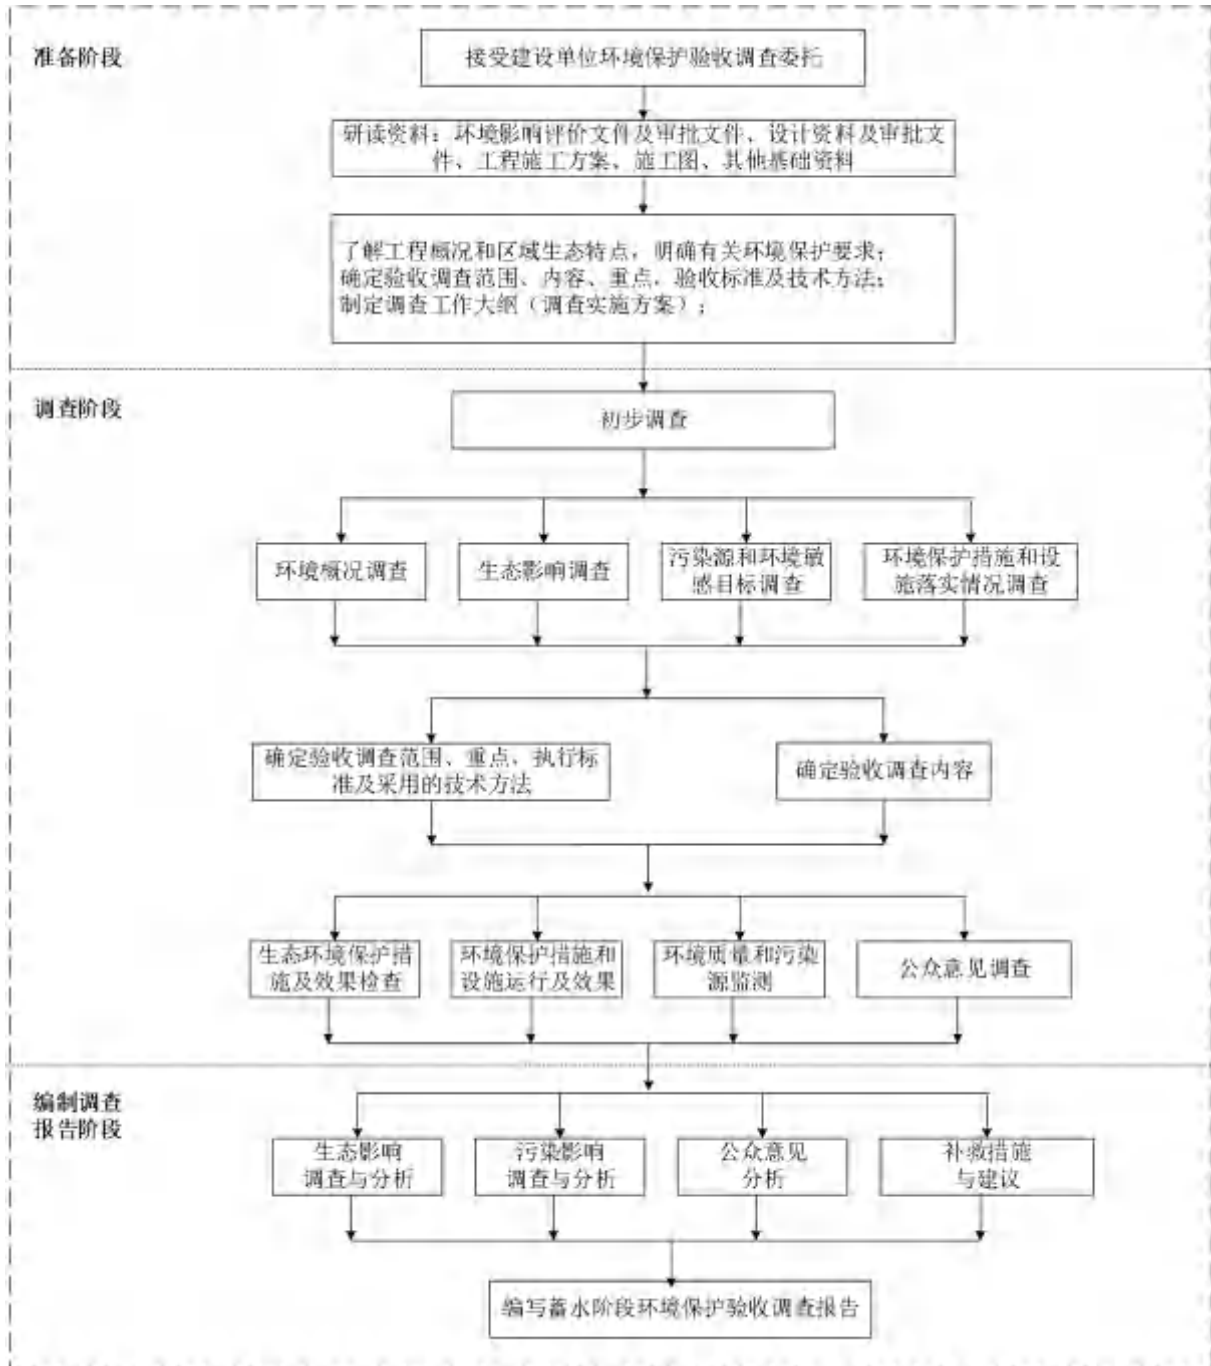 准备阶段
接受建设单位环境保护验收调查委托
研读资料：环境影响评价文件及审批文件、设计资料及审批文
件、工程施工方案、施工图、其他基础资料
了解工程概况和区域生态特点，明确有关环境保护要求；
确定验收调查范围、内容、重点，验收标准及技术方法；
制定调查工作大纲（调查实施方案）；
调查阶段
初步调查
环境概况调查
生态影响调查
污染源和环境敏
感目标调查
环境保护措施和设
施落实情况调查
确定验收调查范围、重点，执行标
准及采用的技术方法
确定验收调查内容
生态环境保护措
施及效果检查
环境保护措施和
设施运行及效果
环境质量和污染
源监测
公众意见调查
编制调查
报告阶段
生态影响
调查与分析
污染影响
调查与分析
公众意见
分析
补救措施
与建议
编写蓄水阶段环境保护验收调查报告